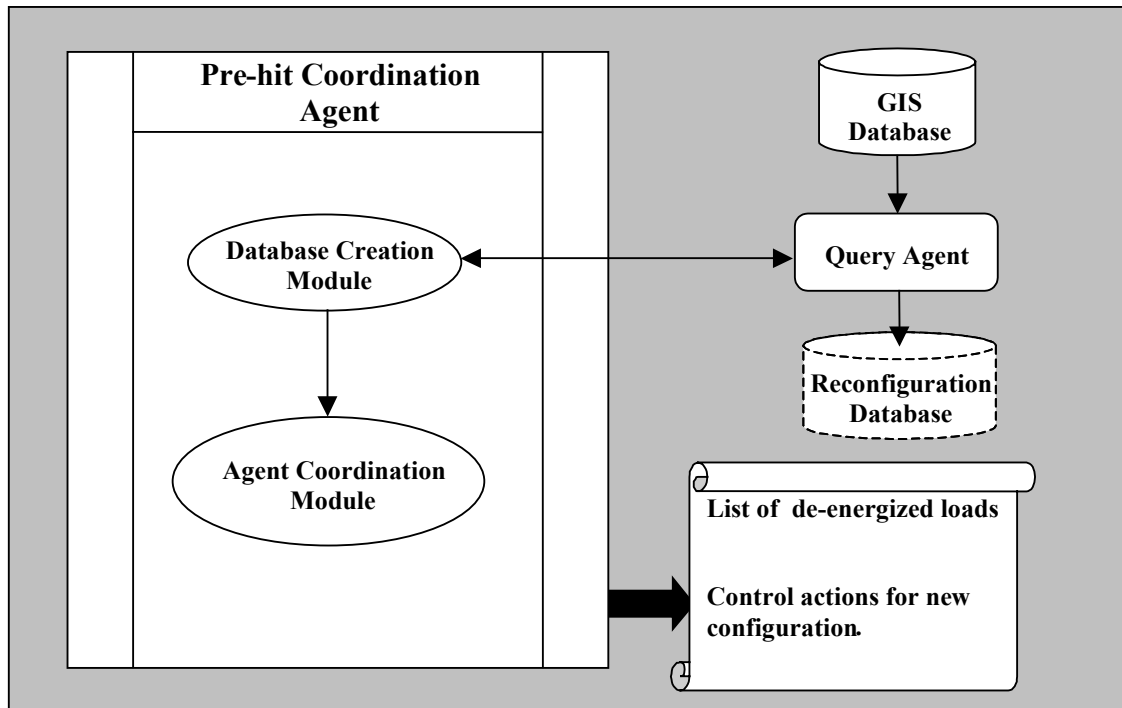 Pre-hit Coordination
Agent
Database Creation
Module
Agent Coordination
Module
GIS
Database
Query Agent
Reconfiguration
Database
List of de-energized loads
Control actions for new
configuration.